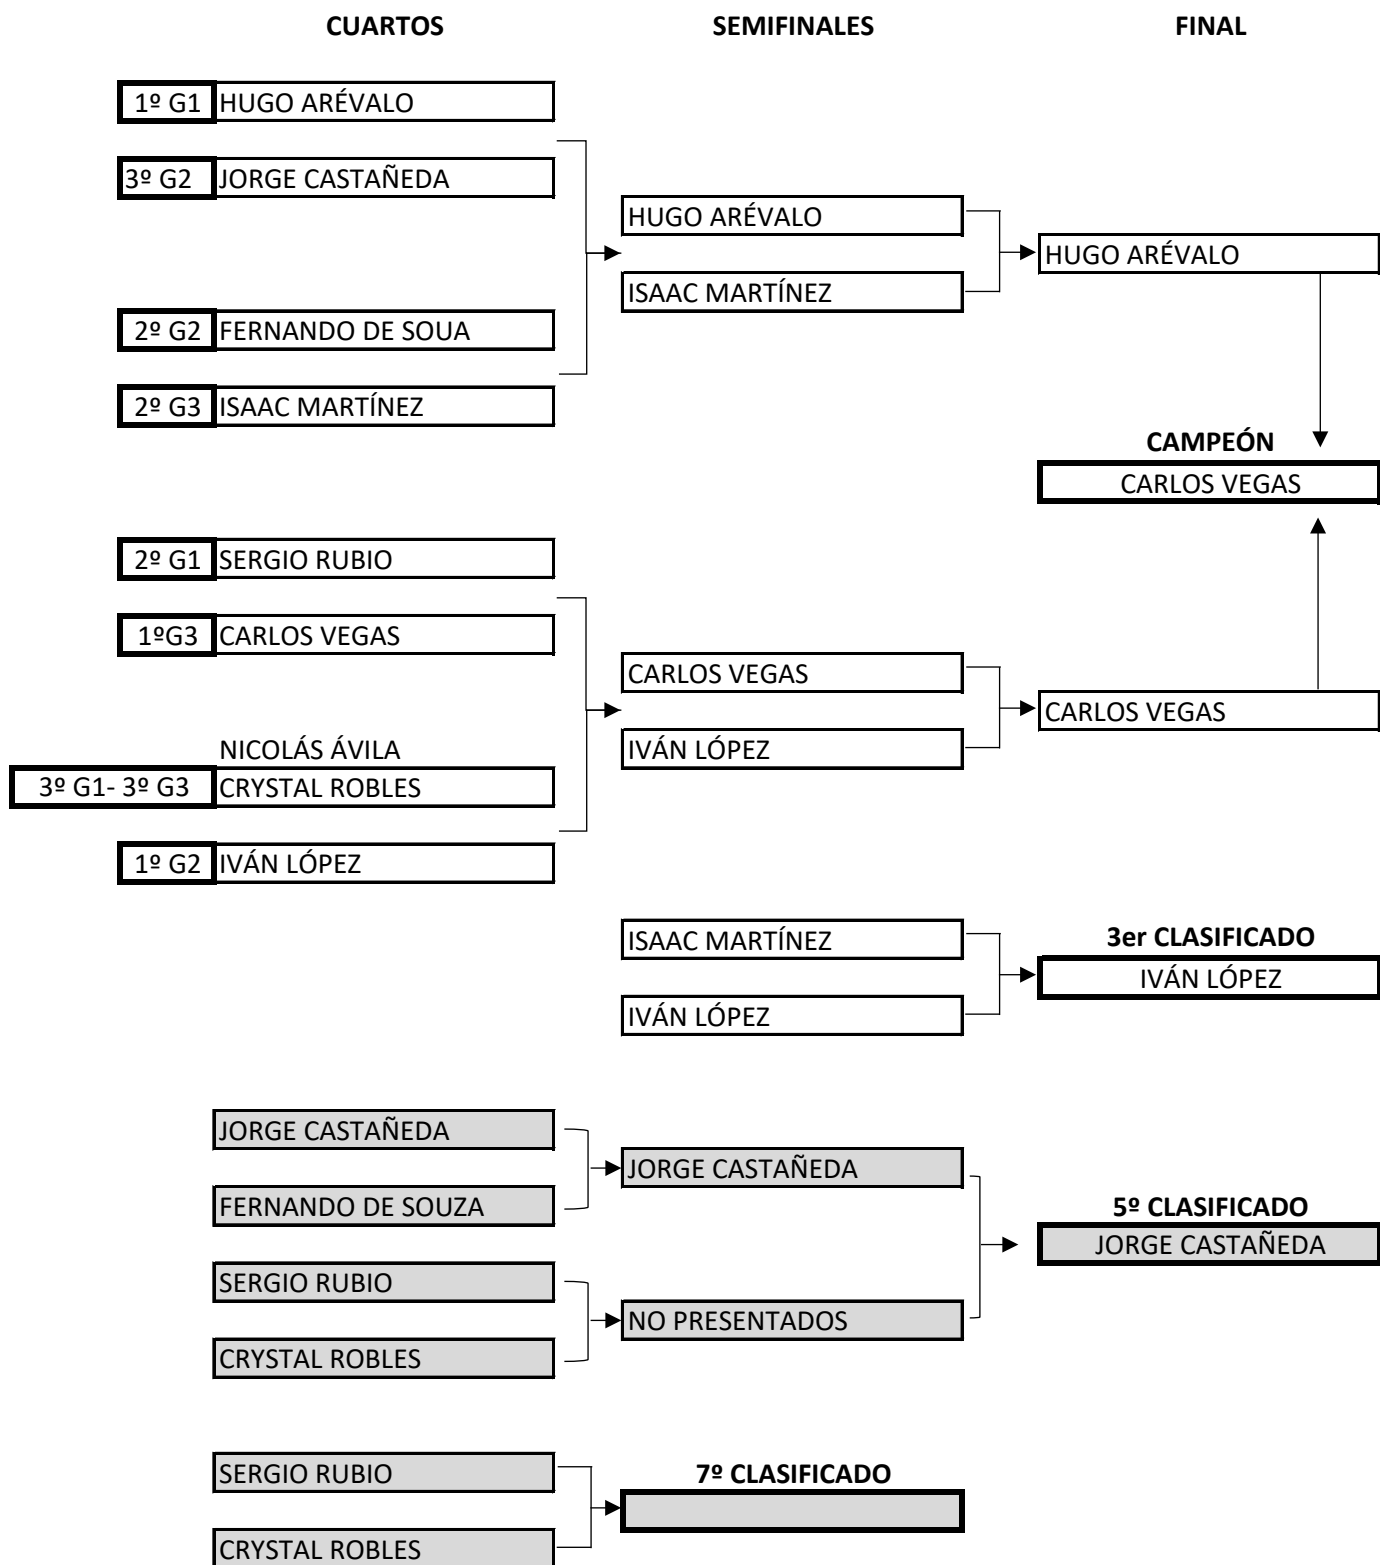 CUARTOS SEMIFINALES FINAL
1º G1 HUGO ARÉVALO
3º G2 JORGE CASTAÑEDA
HUGO ARÉVALO
HUGO ARÉVALO
ISAAC MARTÍNEZ
2º G2 FERNANDO DE SOUA
2º G3 ISAAC MARTÍNEZ
CAMPEÓN
CARLOS VEGAS
2º G1 SERGIO RUBIO
1ºG3 CARLOS VEGAS
CARLOS VEGAS
CARLOS VEGAS
NICOLÁS ÁVILA IVÁN LÓPEZ
3º G1- 3º G3 CRYSTAL ROBLES
1º G2 IVÁN LÓPEZ
ISAAC MARTÍNEZ 3er CLASIFICADO
IVÁN LÓPEZ
IVÁN LÓPEZ
JORGE CASTAÑEDA
JORGE CASTAÑEDA
FERNANDO DE SOUZA 5º CLASIFICADO
JORGE CASTAÑEDA
SERGIO RUBIO
NO PRESENTADOS
CRYSTAL ROBLES
SERGIO RUBIO 7º CLASIFICADO
CRYSTAL ROBLES